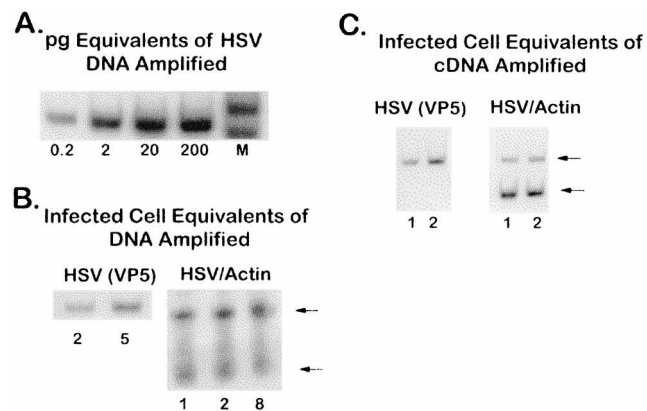 A.
pg Equivalents of HSV
DNA Amplified
0.2 2 20 200 M
B.
Infected Cell Equivalents of
DNA Amplified
HSV (VP5) HSV/Actin
2 5
1 2 8
C.
Infected Cell Equivalents of
cDNA Amplified
HSV (VP5) HSV/Actin
1 2 1 2